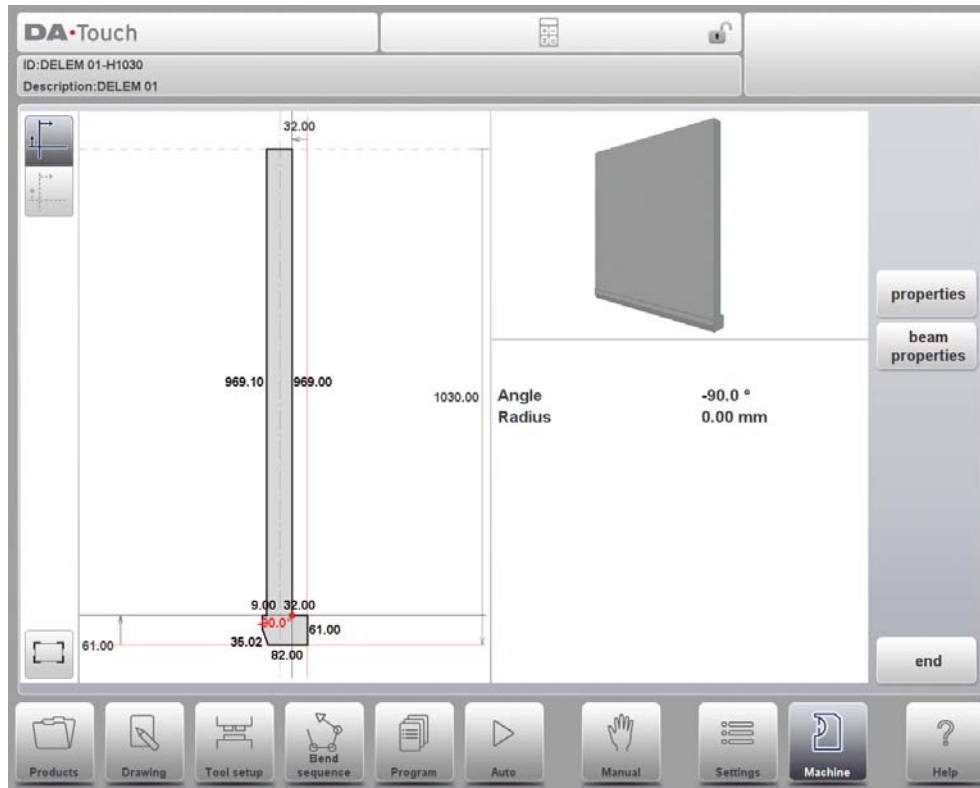 DA·Touch
ID:DELEM 01-H1030
Description:DELEM 01
32.00
969.10
969.00
1030.00
9.00
32.00
-90.0°
61.00
35.02
82.00
61.00
Angle -90.0 °
Radius 0.00 mm
properties
beam
properties
end
Products
Drawing
Tool setup
Bend
sequence
Program
Auto
Manual
Settings
Machine
Help